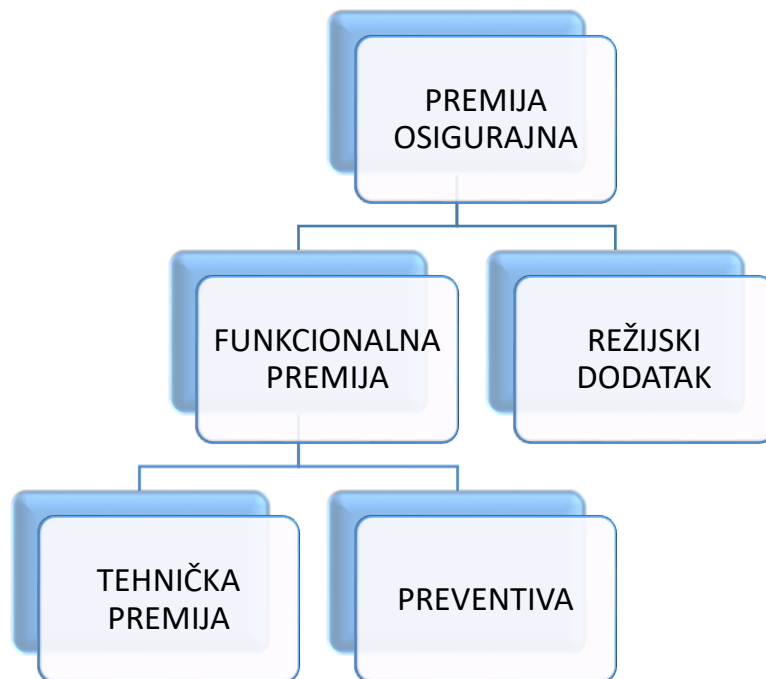 PREMIJA
OSIGURAJNA
FUNKCIONALNA
PREMIJA
REŽIJSKI
DODATAK
TEHNIČKA
PREMIJA
PREVENTIVA